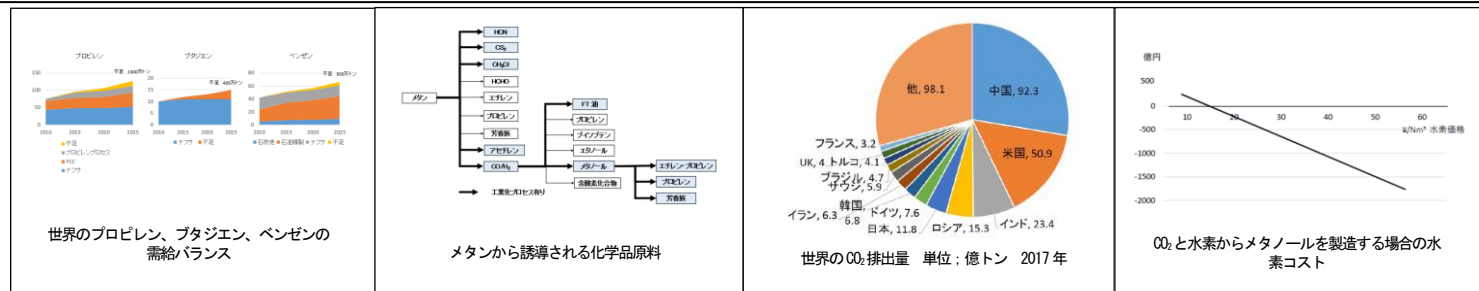 プロピレン
不足 1400万トン
150
100
50
0
2010 2015 2020 2025
不足
プロピレンプロセス
FCC
ナフサ
ブタジエン
不足 400万トン
20
15
10
5
0
2010 2015 2020 2025
ナフサ 不足
ベンゼン
不足 500万トン
80
60
40
20
0
2010 2015 2020 2025
石炭他 石油精製 ナフサ 不足
世界のプロピレン、ブタジエン、ベンゼンの
需給バランス
メタン
HCN
CS₂
CH₃Cl
HCHO
エチレン
プロピレン
芳香族
アセチレン
CO/H₂
FT油
プロピレン
ブイソブテン
エタノール
メタノール
含酸素化合物
エチレン・プロピレン
プロピレン
芳香族
工業化プロセス有り
メタンから誘導される化学品原料
他, 98.1
中国, 92.3
米国, 50.9
インド, 23.4
ロシア, 15.3
日本, 11.8
ドイツ, 7.6
韓国, 6.8
イラン, 6.3
サウジ, 5.9
ブラジル, 4.7
トルコ, 4.1
UK, 4
フランス, 3.2
世界の CO₂ 排出量 単位；億トン 2017 年
億円
500
0
-500
-1000
-1500
-2000
10 20 30 40 50 60
¥/Nm³ 水素価格
CO₂ と水素からメタノールを製造する場合の水
素コスト